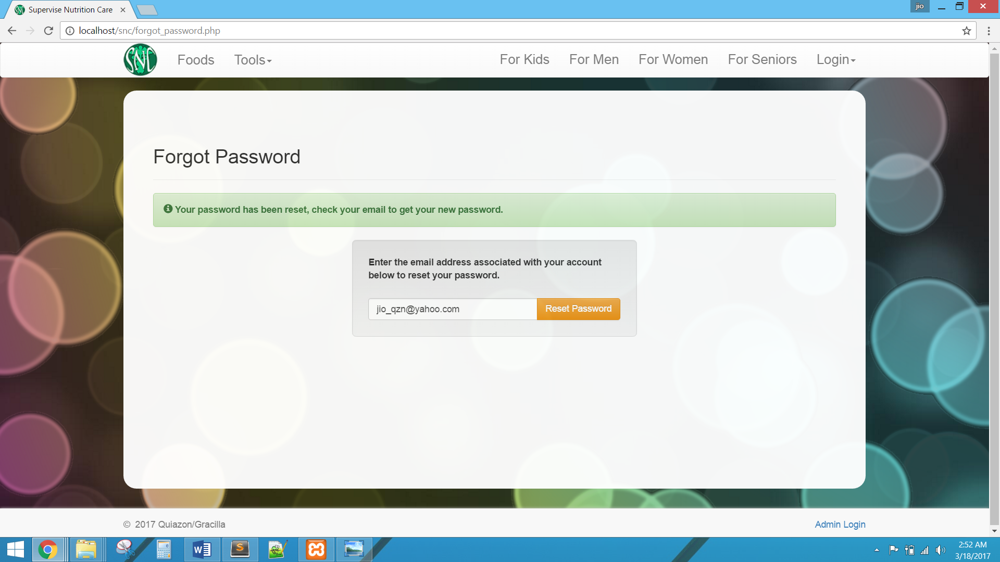 Supervise Nutrition Care
jio
localhost/snc/forgot_password.php
SNC
Foods
Tools
For Kids
For Men
For Women
For Seniors
Login
Forgot Password
Your password has been reset, check your email to get your new password.
Enter the email address associated with your account
below to reset your password.
jio_qzn@yahoo.com
Reset Password
© 2017 Quiazon/Gracilla
Admin Login
2:52 AM
3/18/2017